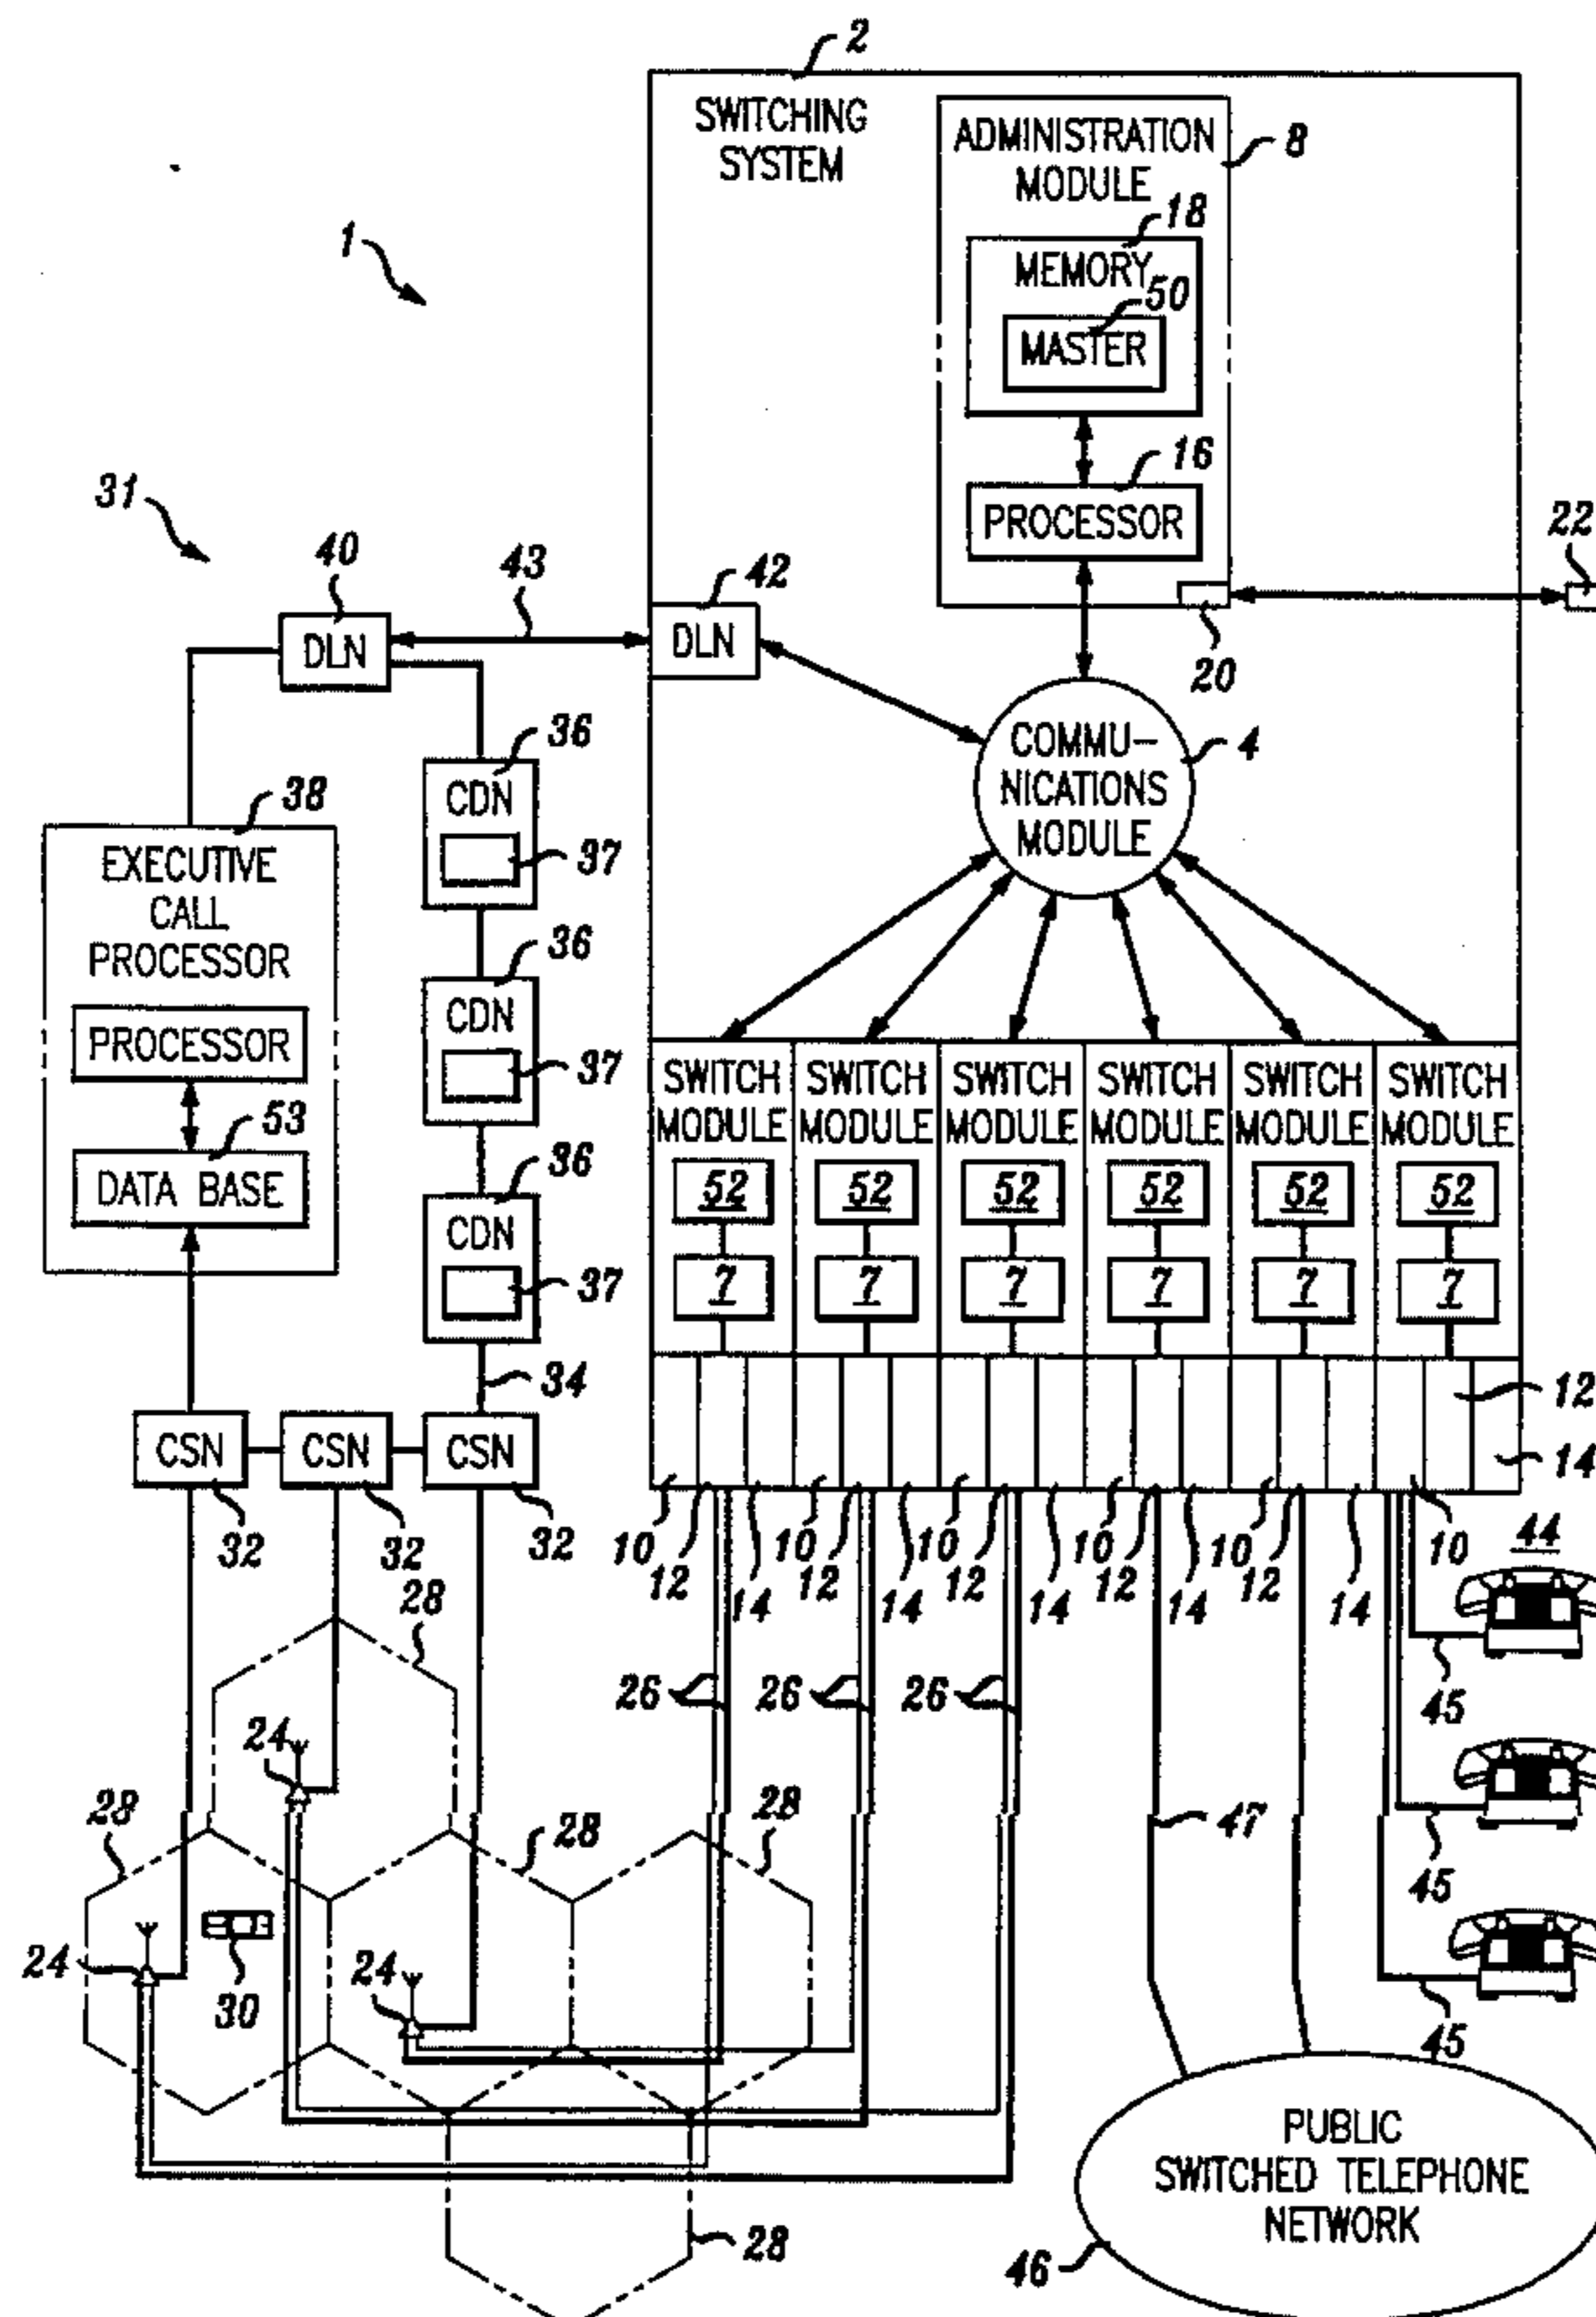 2
SWITCHING
SYSTEM
ADMINISTRATION
MODULE
8
18
MEMORY
50
MASTER
1
16
PROCESSOR
31
22
40
43
42
DLN
DLN
20
36
CDN
COMMU-
NICATIONS
MODULE
4
38
37
EXECUTIVE
CALL
PROCESSOR
36
CDN
PROCESSOR
37
SWITCH
MODULE
SWITCH
MODULE
SWITCH
MODULE
SWITCH
MODULE
SWITCH
MODULE
SWITCH
MODULE
53
DATA BASE
36
CDN
52
52
52
52
52
52
37
7
7
7
7
7
7
34
12
CSN
CSN
CSN
14
32
32
32
10
12
14
10
12
14
10
12
14
10
12
14
10
12
14
10
44
28
26
26
26
45
24
28
28
28
47
45
24
30
24
45
PUBLIC
SWITCHED TELEPHONE
NETWORK
28
46